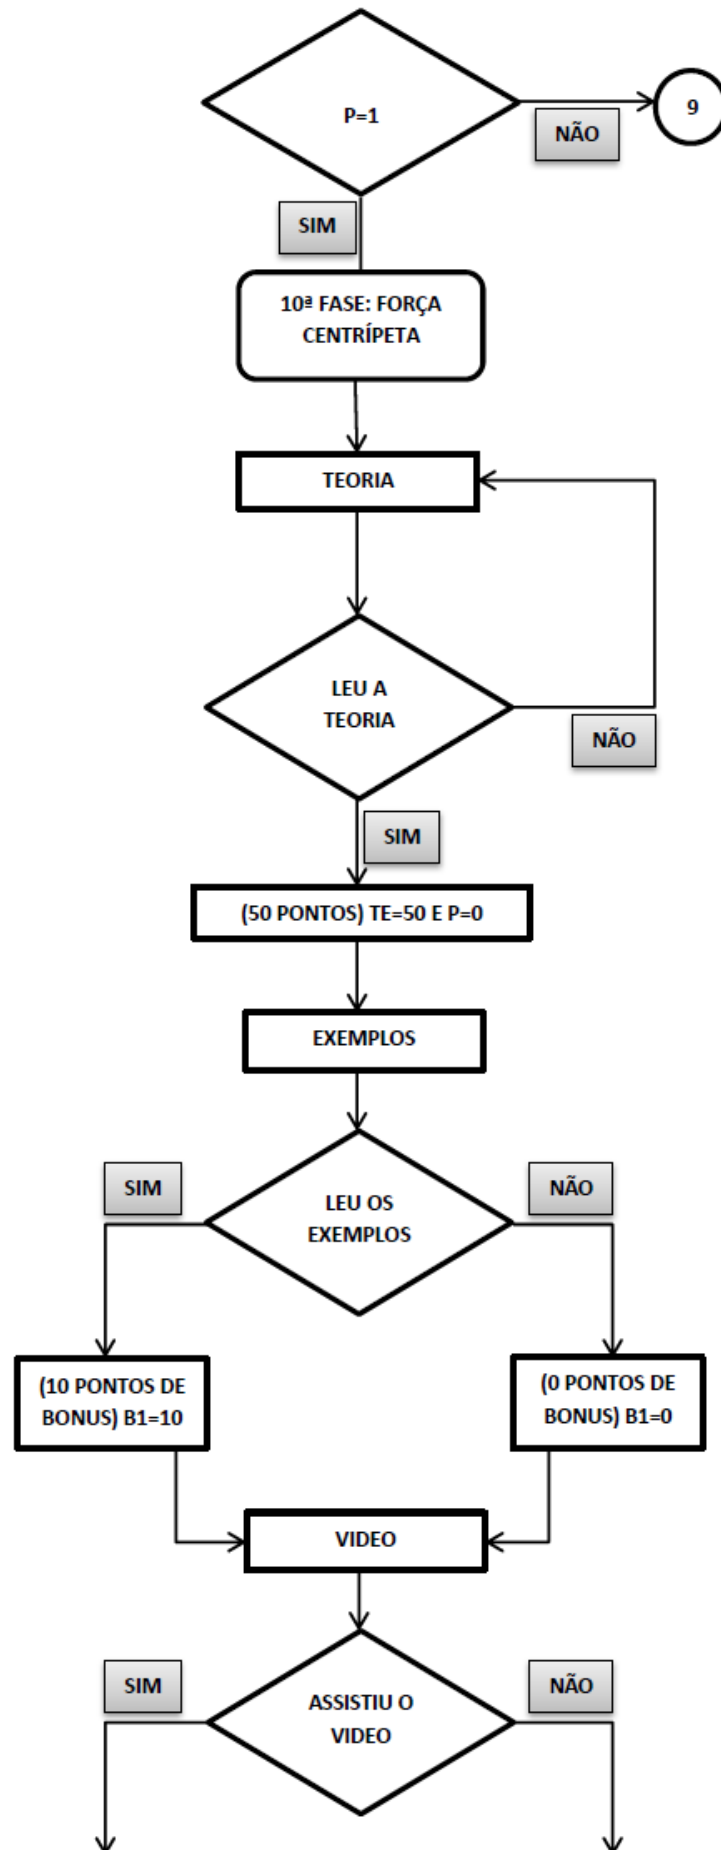 P=1
9
NÃO
SIM
10ª FASE: FORÇA
CENTRÍPETA
TEORIA
LEU A
TEORIA
NÃO
SIM
(50 PONTOS) TE=50 E P=0
EXEMPLOS
SIM
NÃO
LEU OS
EXEMPLOS
(10 PONTOS DE
BONUS) B1=10
(0 PONTOS DE
BONUS) B1=0
VIDEO
SIM
NÃO
ASSISTIU O
VIDEO